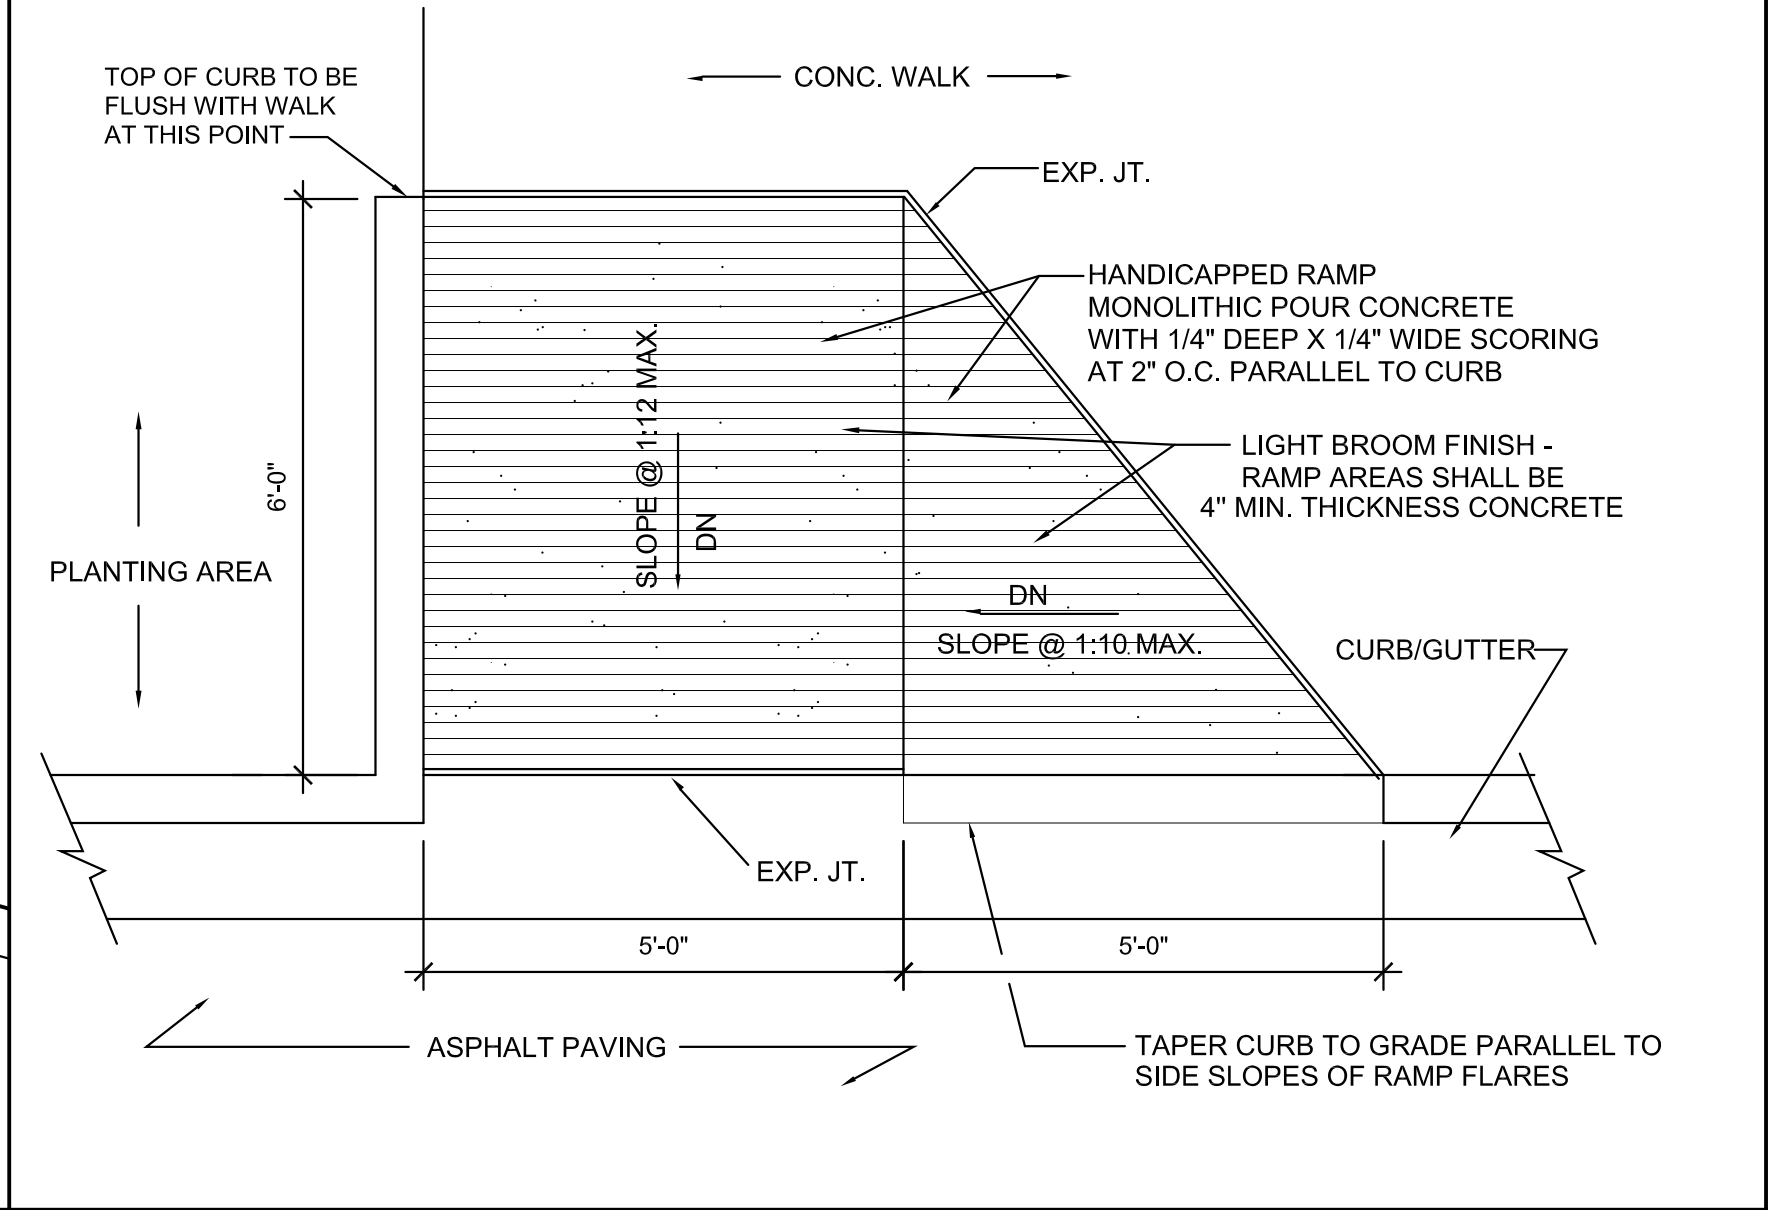 TOP OF CURB TO BE
FLUSH WITH WALK
AT THIS POINT
CONC. WALK
EXP. JT.
HANDICAPPED RAMP
MONOLITHIC POUR CONCRETE
WITH 1/4" DEEP X 1/4" WIDE SCORING
AT 2" O.C. PARALLEL TO CURB
LIGHT BROOM FINISH -
RAMP AREAS SHALL BE
4" MIN. THICKNESS CONCRETE
6'-0"
SLOPE @ 1:12 MAX.
DN
PLANTING AREA
DN
SLOPE @ 1:10 MAX.
CURB/GUTTER
EXP. JT.
5'-0"
5'-0"
ASPHALT PAVING
TAPER CURB TO GRADE PARALLEL TO
SIDE SLOPES OF RAMP FLARES